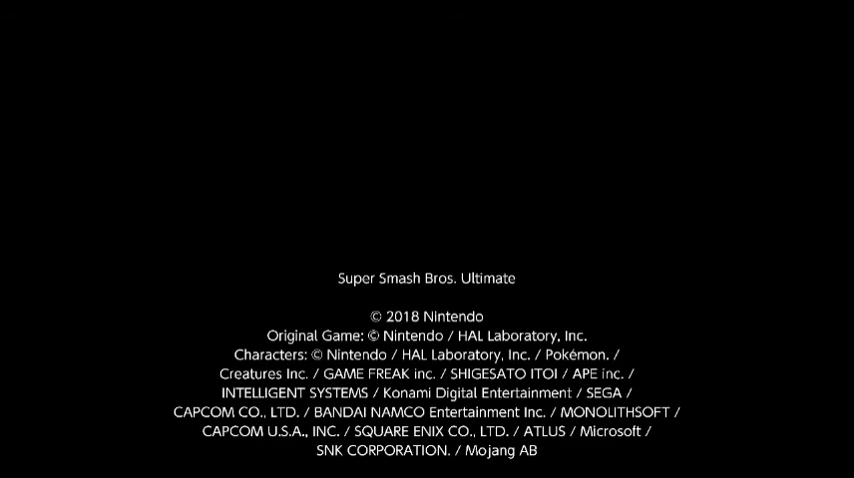 Super Smash Bros. Ultimate
© 2018 Nintendo
Original Game: © Nintendo / HAL Laboratory, Inc.
Characters: © Nintendo / HAL Laboratory, Inc. / Pokémon. /
Creatures Inc. / GAME FREAK inc. / SHIGESATO ITOI / APE inc. /
INTELLIGENT SYSTEMS / Konami Digital Entertainment / SEGA /
CAPCOM CO., LTD. / BANDAI NAMCO Entertainment Inc. / MONOLITHSOFT /
CAPCOM U.S.A., INC. / SQUARE ENIX CO., LTD. / ATLUS / Microsoft /
SNK CORPORATION. / Mojang AB